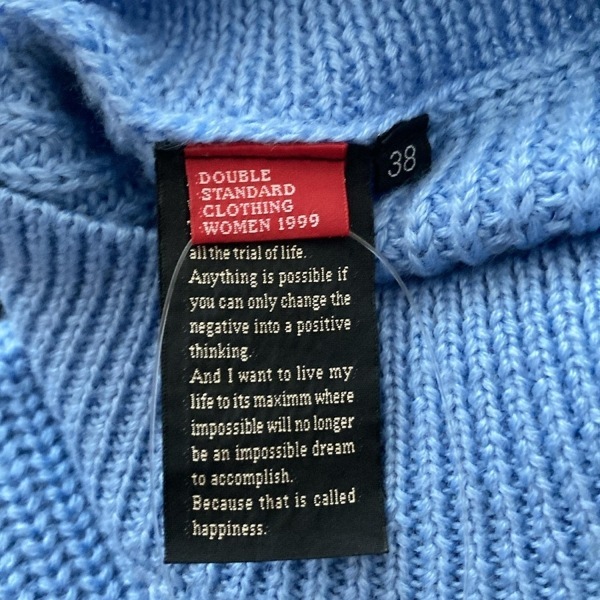 DOUBLE
STANDARD
CLOTHING
WOMEN 1999
38
all the trial of life.
Anything is possible if
you can only change the
negative into a positive
thinking.
And I want to live my
life to its maximm where
impossible will no longer
be an impossible dream
to accomplish.
Because that is called
happiness.